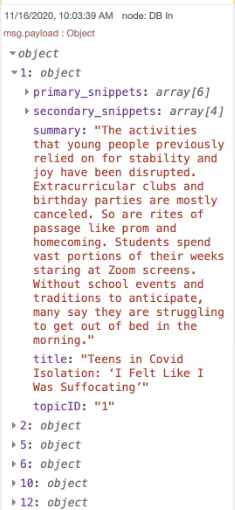 11/16/2020, 10:03:39 AM node: DB In
msg.payload : Object
object
1: object
primary_snippets: array[6]
secondary_snippets: array[4]
summary: "The activities
that young people previously
relied on for stability and
joy have been disrupted.
Extracurricular clubs and
birthday parties are mostly
canceled. So are rites of
passage like prom and
homecoming. Students spend
vast portions of their weeks
staring at Zoom screens.
Without school events and
traditions to anticipate,
many say they are struggling
to get out of bed in the
morning."
title: "Teens in Covid
Isolation: ‘I Felt Like I
Was Suffocating’"
topicID: "1"
2: object
5: object
6: object
10: object
12: object